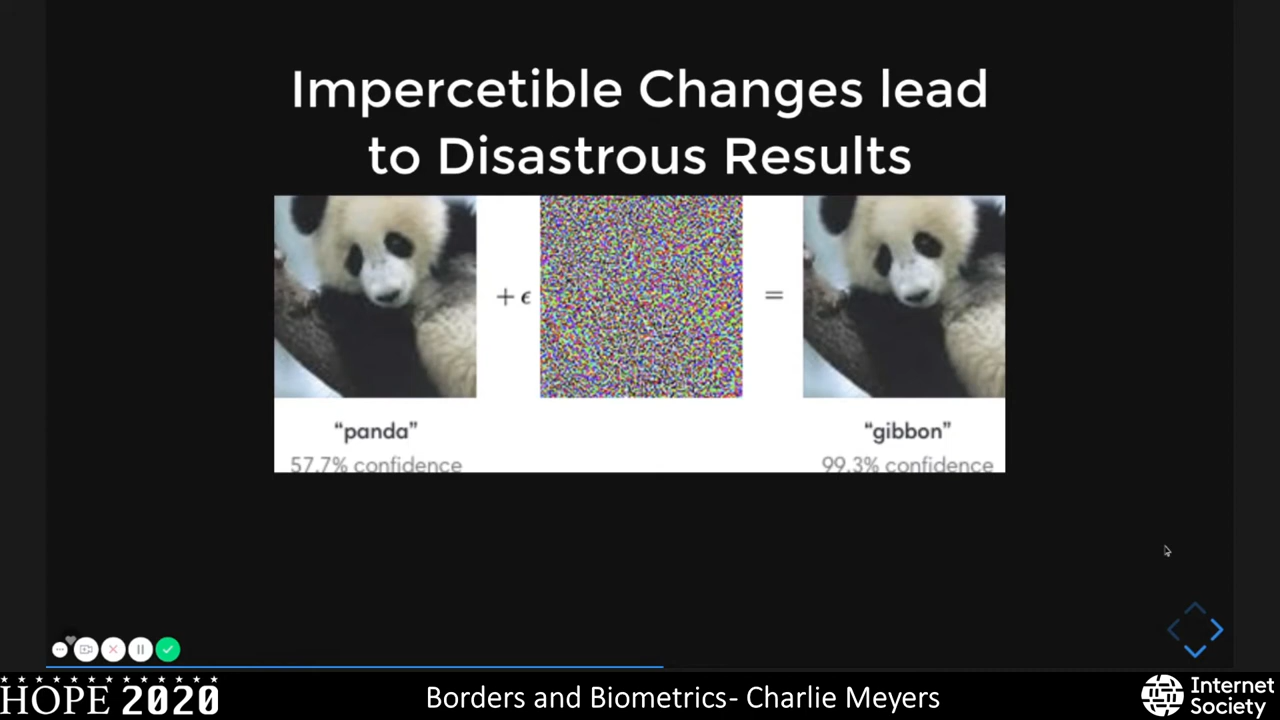 Impercetible Changes lead
to Disastrous Results
+ ϵ
=
“panda”
“gibbon”
57.7% confidence
99.3% confidence
HOPE 2020
Borders and Biometrics- Charlie Meyers
Internet
Society